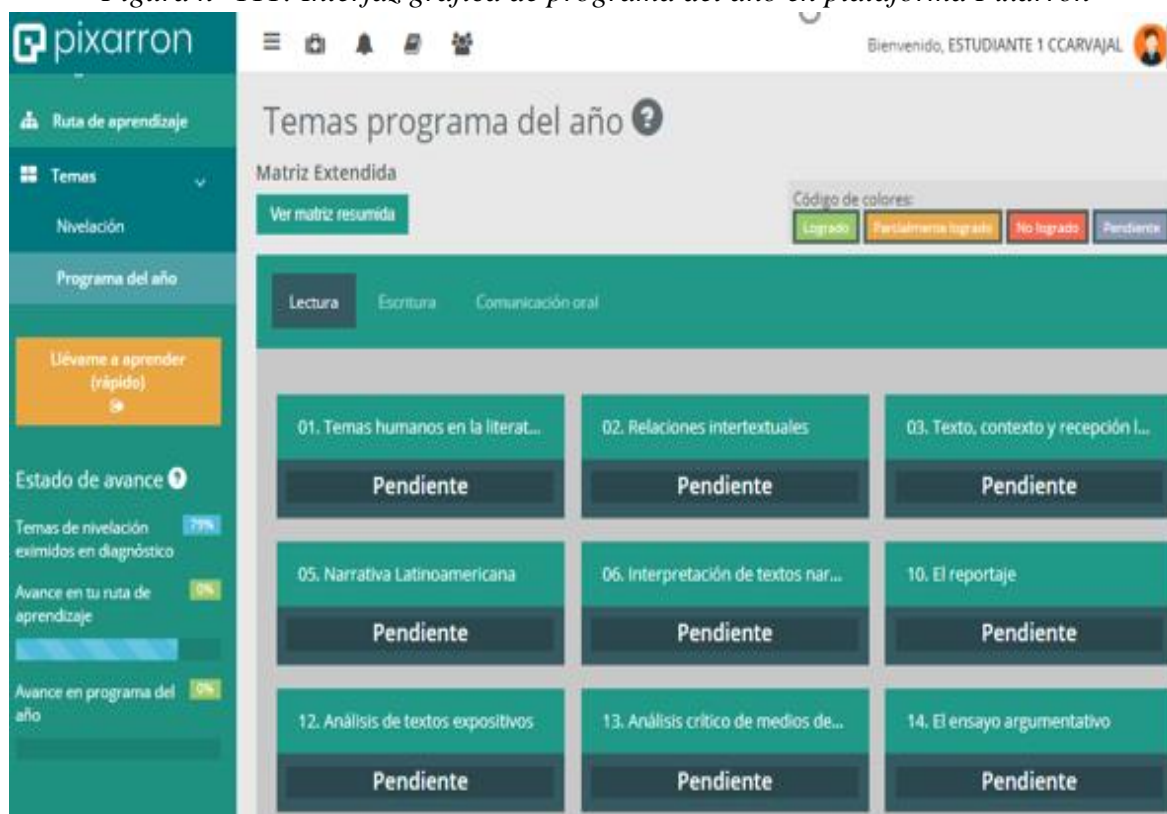 pixarron
Bienvenido, ESTUDIANTE 1 CCARVAJAL
Ruta de aprendizaje
Temas
Nivelación
Programa del año
Llévame a aprender
(rápido)
Estado de avance ?
Temas de nivelación 79%
eximidos en diagnóstico
Avance en tu ruta de 0%
aprendizaje
Avance en programa del 0%
año
Temas programa del año ?
Matriz Extendida
Ver matriz resumida
Código de colores:
Logrado Parcialmente logrado No logrado Pendiente
Lectura Escritura Comunicación oral
01. Temas humanos en la literat... 02. Relaciones intertextuales 03. Texto, contexto y recepción l...
Pendiente Pendiente Pendiente
05. Narrativa Latinoamericana 06. Interpretación de textos nar... 10. El reportaje
Pendiente Pendiente Pendiente
12. Análisis de textos expositivos 13. Análisis crítico de medios de... 14. El ensayo argumentativo
Pendiente Pendiente Pendiente